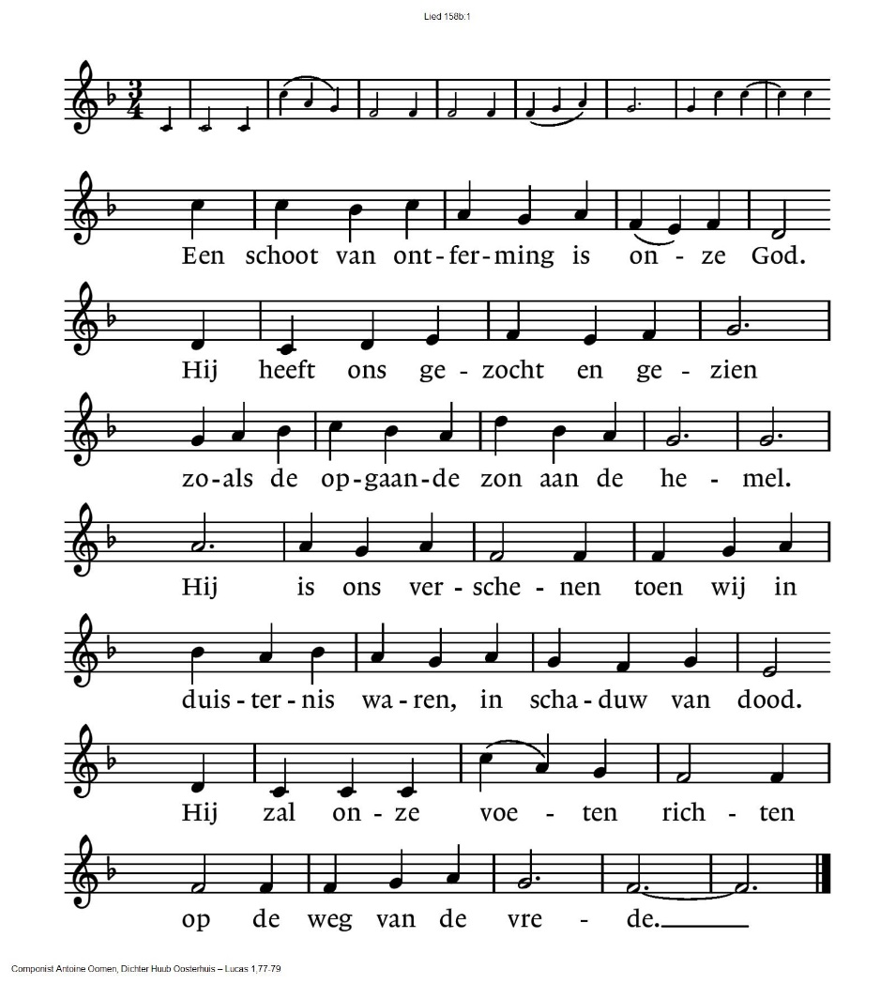 Lied 158b:1
3
4
Een schoot van ont-fer-ming is on - ze God.
Hij heeft ons ge - zocht en ge - zien
zo-als de op-gaan-de zon aan de he - mel.
Hij is ons ver - sche - nen toen wij in
duis - ter - nis wa - ren, in scha - duw van dood.
Hij zal on - ze voe - ten rich - ten
op de weg van de vre - de.
Componist Antoine Oomen, Dichter Huub Oosterhuis – Lucas 1,77-79